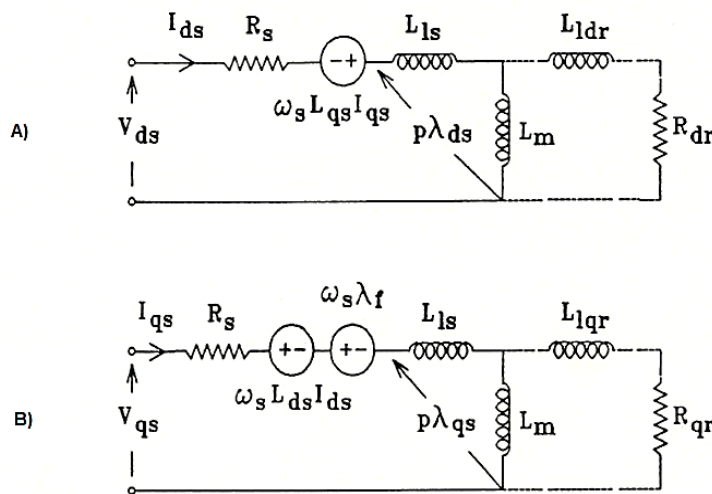 I_ds R_s L_ls L_ldr
- +
ω_s L_qs I_qs
A) V_ds pλ_ds L_m R_dr
ω_s λ_f
I_qs R_s L_ls L_lqr
+ - + -
ω_s L_ds I_ds
B) V_qs pλ_qs L_m R_qr